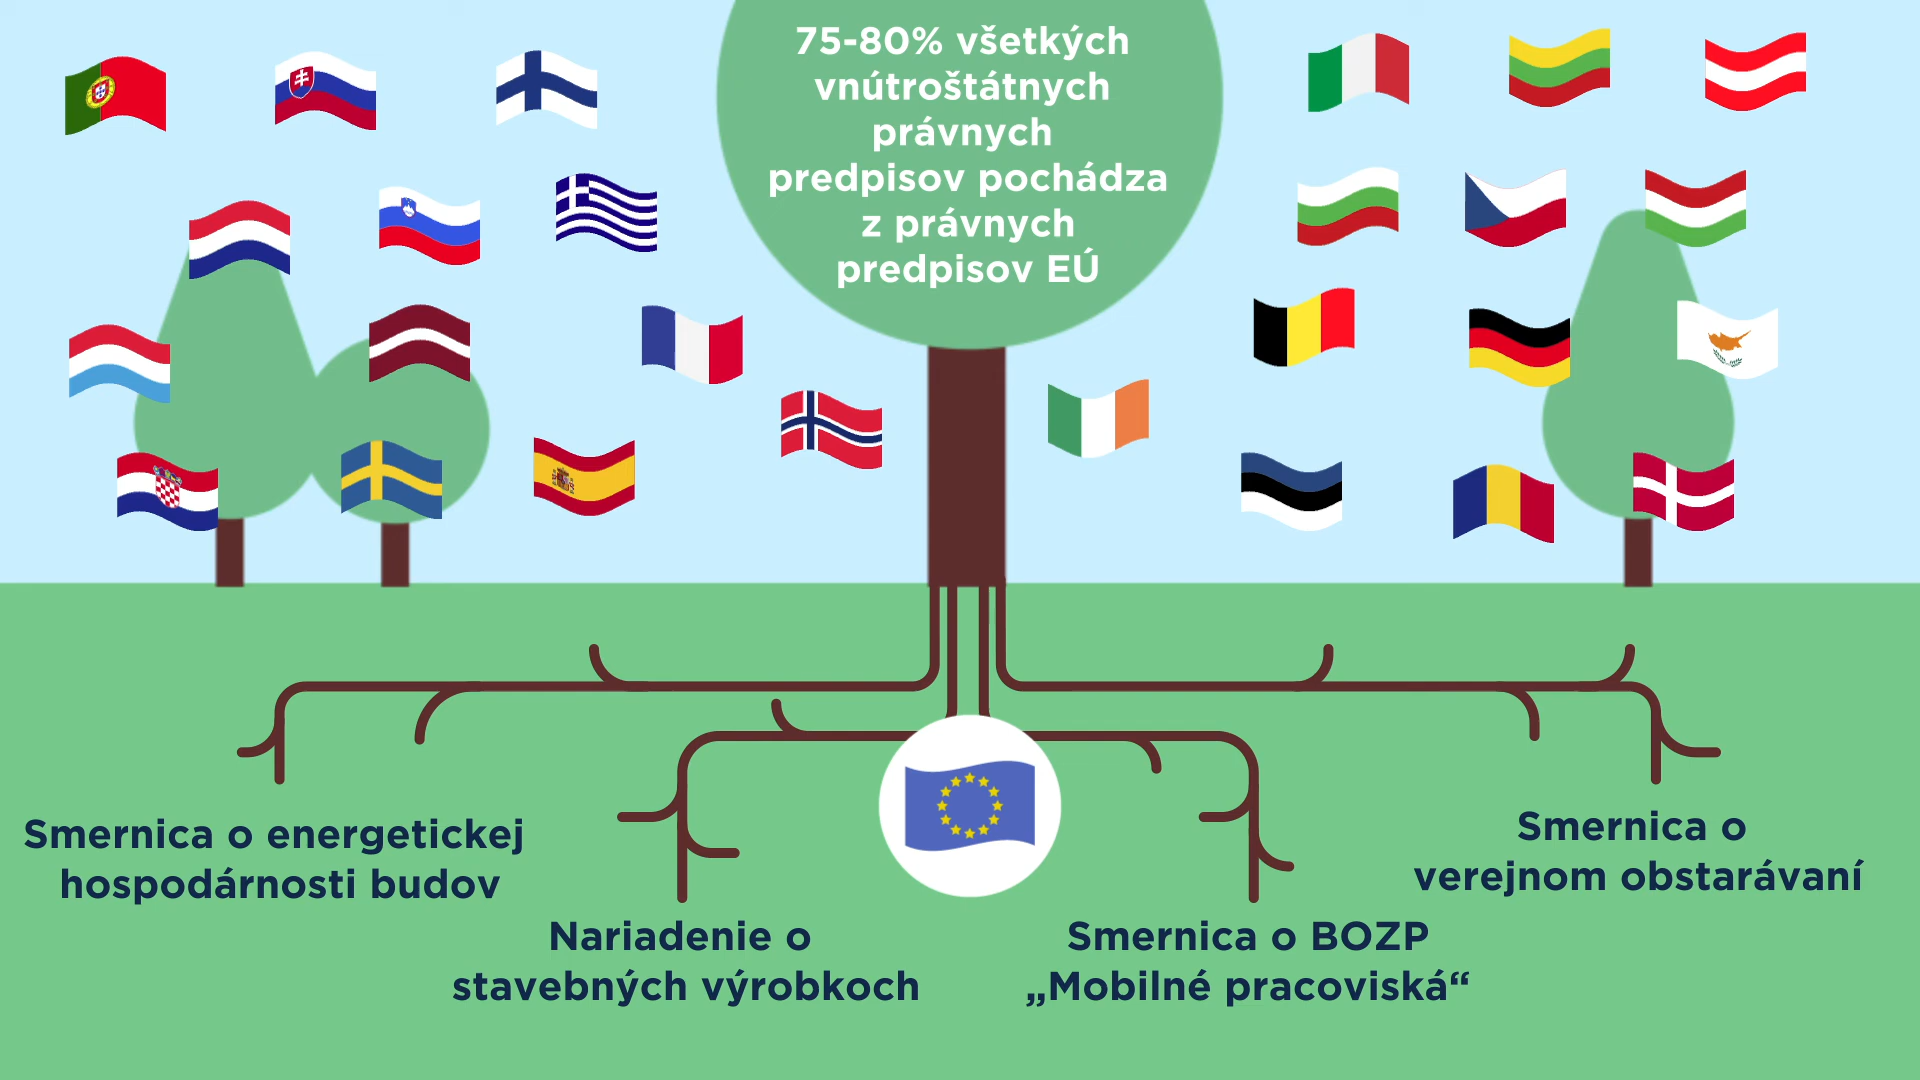 75-80% všetkých
vnútroštátnych
právnych
predpisov pochádza
z právnych
predpisov EÚ
Smernica o energetickej
hospodárnosti budov
Nariadenie o
stavebných výrobkoch
Smernica o BOZP
„Mobilné pracoviská“
Smernica o
verejnom obstarávaní